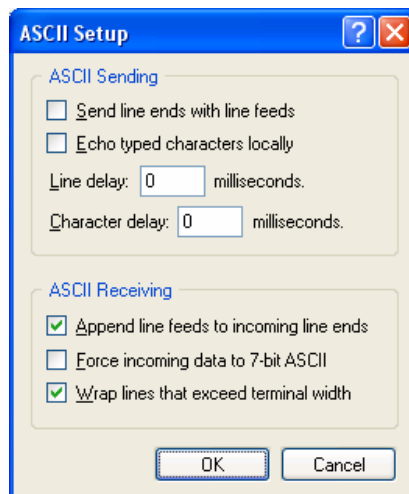 ASCII Setup
ASCII Sending
Send line ends with line feeds
Echo typed characters locally
Line delay: 0 milliseconds.
Character delay: 0 milliseconds.
ASCII Receiving
Append line feeds to incoming line ends
Force incoming data to 7-bit ASCII
Wrap lines that exceed terminal width
OK Cancel